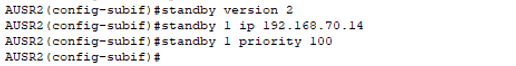 AUSR2(config-subif)#standby version 2
AUSR2(config-subif)#standby 1 ip 192.168.70.14
AUSR2(config-subif)#standby 1 priority 100
AUSR2(config-subif)#